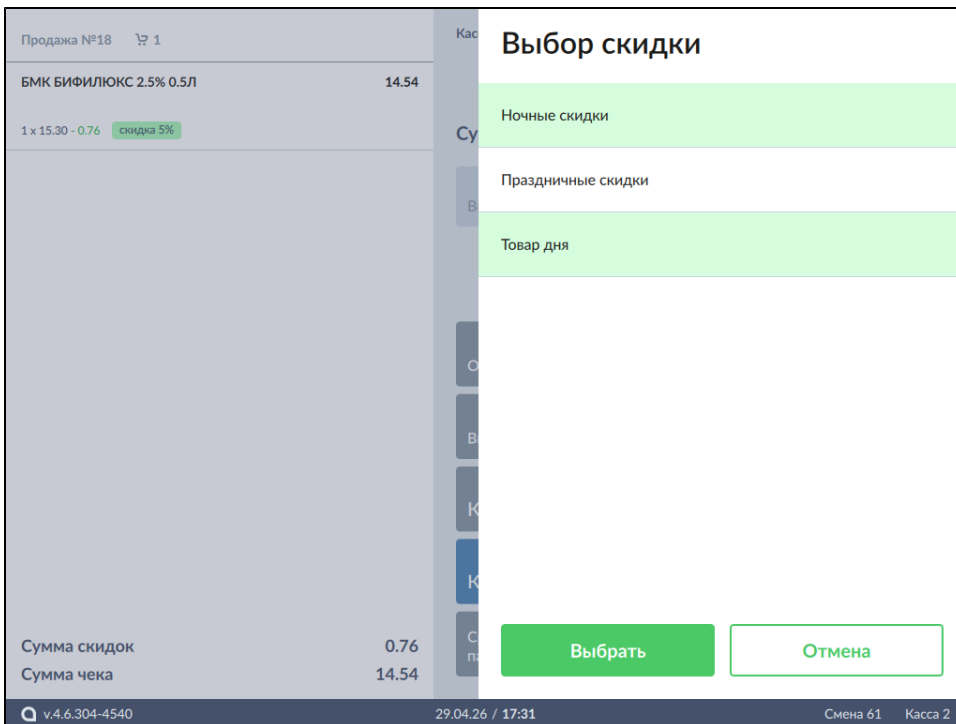 Продажа №18 1
БМК БИФИЛЮКС 2.5% 0.5Л 14.54
1 x 15.30 - 0.76 скидка 5%
Сумма скидок 0.76
Сумма чека 14.54
Выбор скидки
Ночные скидки
Праздничные скидки
Товар дня
Выбрать Отмена
v.4.6.304-4540 29.04.26 / 17:31 Смена 61 Касса 2